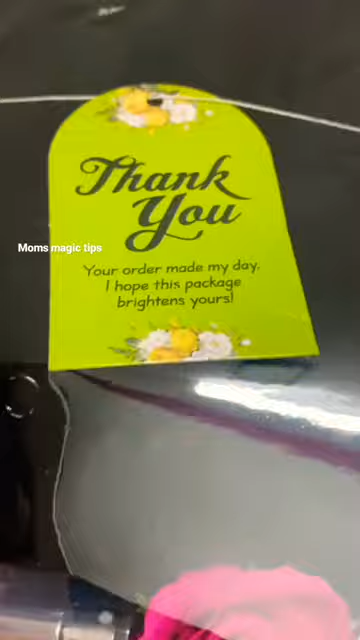 Thank
You
Moms magic tips
Your order made my day.
I hope this package
brightens yours!